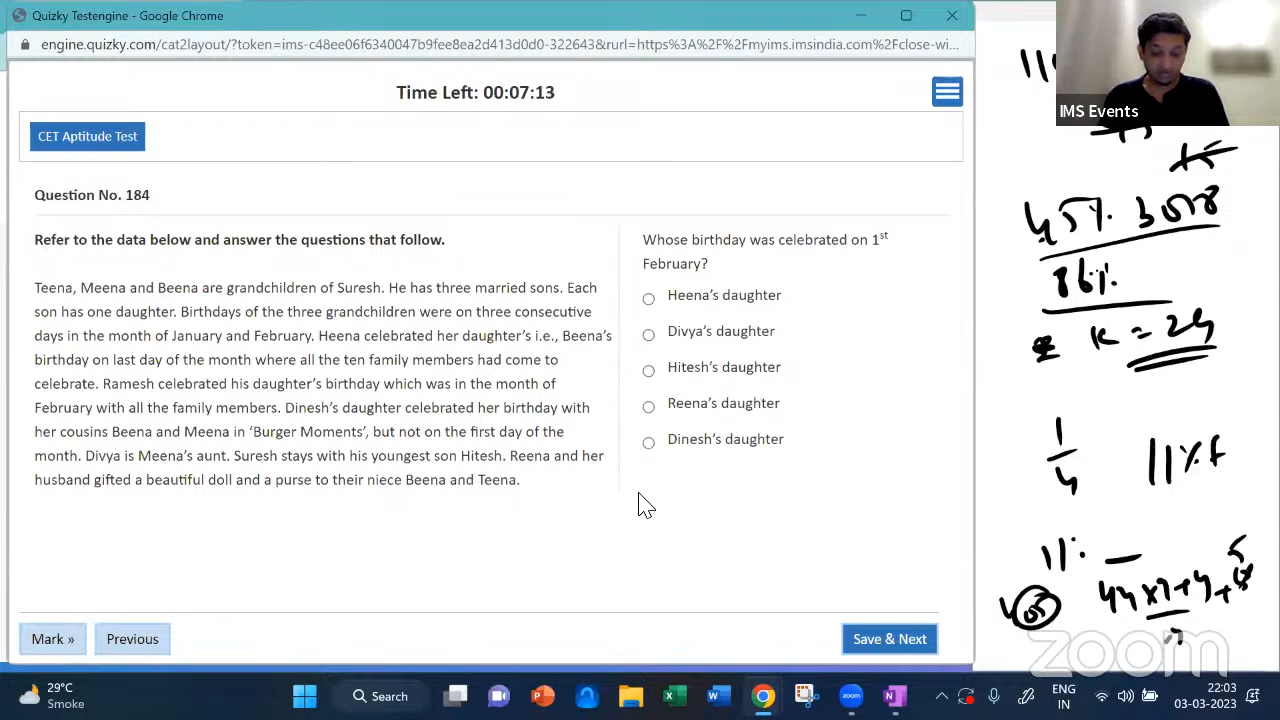 Quizky Testengine - Google Chrome
engine.quizky.com/cat2layout/?token=ims-c48ee06f6340047b9fee8ea2d413d0d0-322643&rurl=https%3A%2F%2Fmyims.imsindia.com%2Fclose-wi...
Time Left: 00:07:13
CET Aptitude Test
Question No. 184
Refer to the data below and answer the questions that follow.
Teena, Meena and Beena are grandchildren of Suresh. He has three married sons. Each
son has one daughter. Birthdays of the three grandchildren were on three consecutive
days in the month of January and February. Heena celebrated her daughter's i.e., Beena's
birthday on last day of the month where all the ten family members had come to
celebrate. Ramesh celebrated his daughter's birthday which was in the month of
February with all the family members. Dinesh's daughter celebrated her birthday with
her cousins Beena and Meena in 'Burger Moments', but not on the first day of the
month. Divya is Meena's aunt. Suresh stays with his youngest son Hitesh. Reena and her
husband gifted a beautiful doll and a purse to their niece Beena and Teena.
Whose birthday was celebrated on 1st
February?
Heena's daughter
Divya's daughter
Hitesh's daughter
Reena's daughter
Dinesh's daughter
Mark »
Previous
Save & Next
IMS Events
45%. 3078
86%.
K = 24
1
4
11%
44 x
zoom
29°C
Smoke
Search
ENG
IN
22:03
03-03-2023